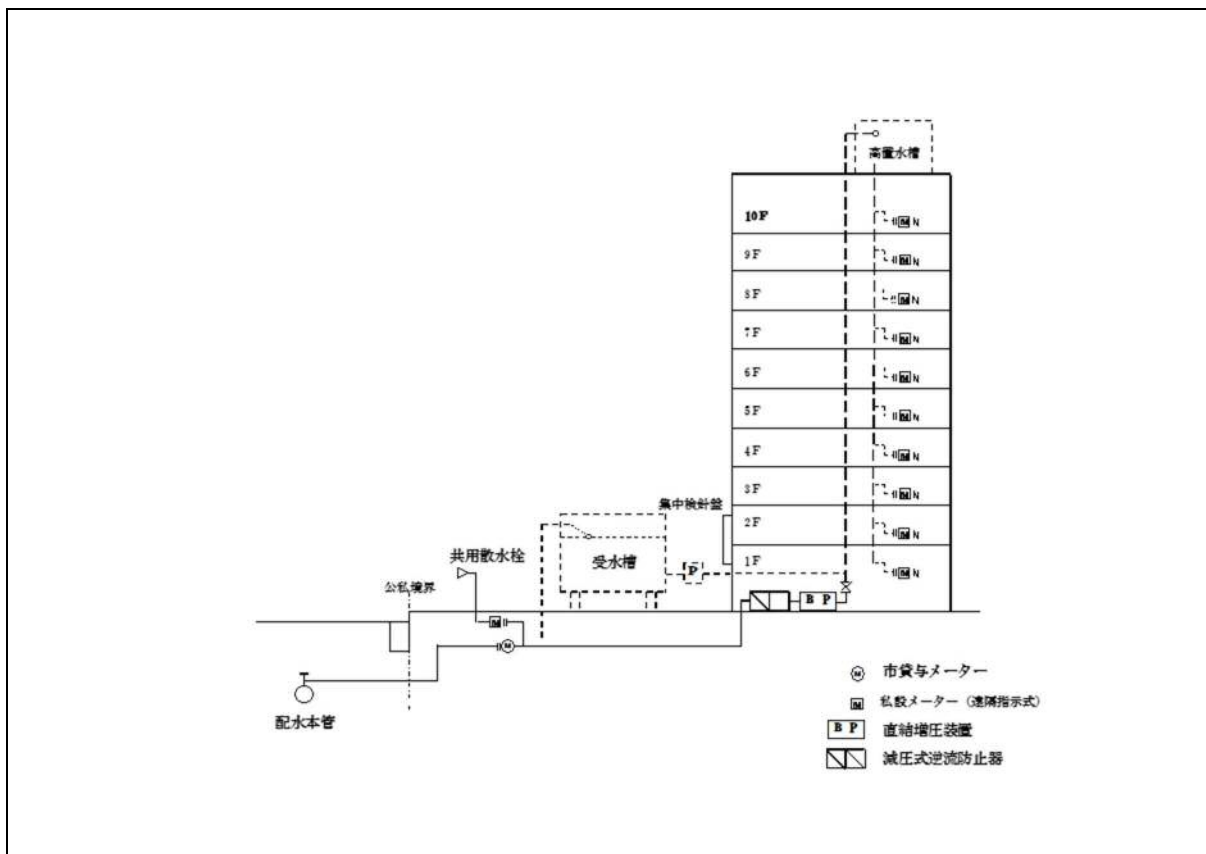 高置水槽
10F
M N
9F
M N
8F
M N
7F
M N
6F
M N
5F
M N
4F
M N
3F
M N
集中検針盤
2F
M N
共用散水栓
受水槽
P
1F
M N
公私境界
B P
M
M
M 市貸与メーター
M 私設メーター（遠隔指示式）
配水本管
B P 直結増圧装置
減圧式逆流防止器